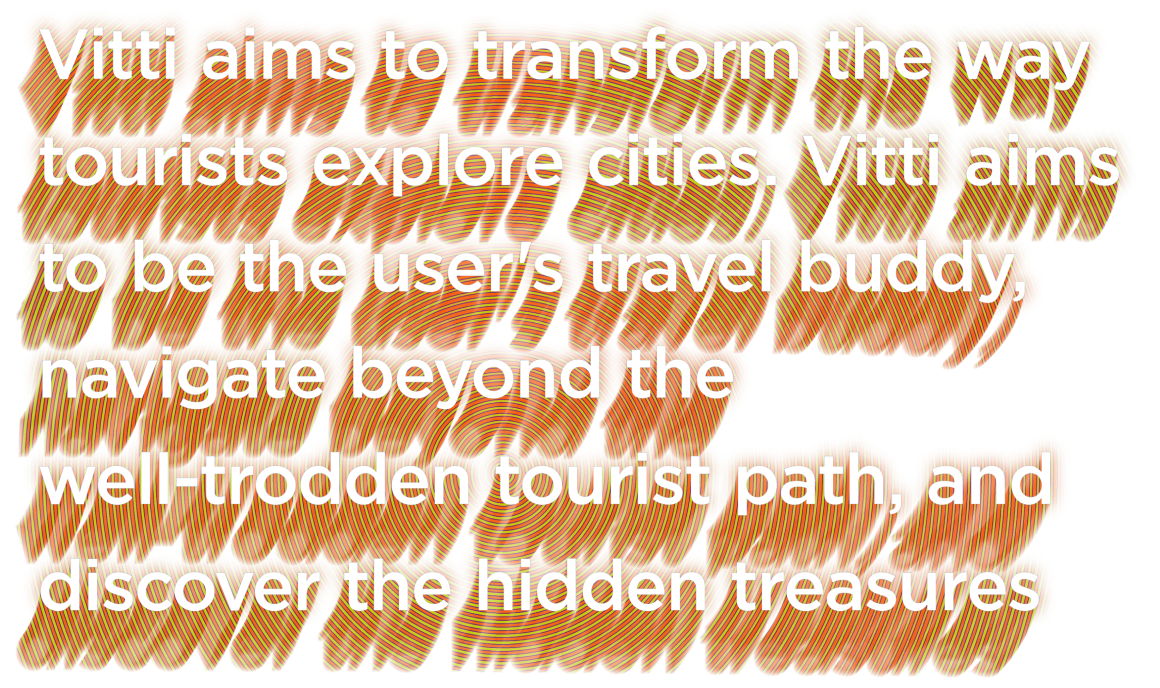 Vitti aims to transform the way
tourists explore cities. Vitti aims
to be the user's travel buddy,
navigate beyond the
well-trodden tourist path, and
discover the hidden treasures